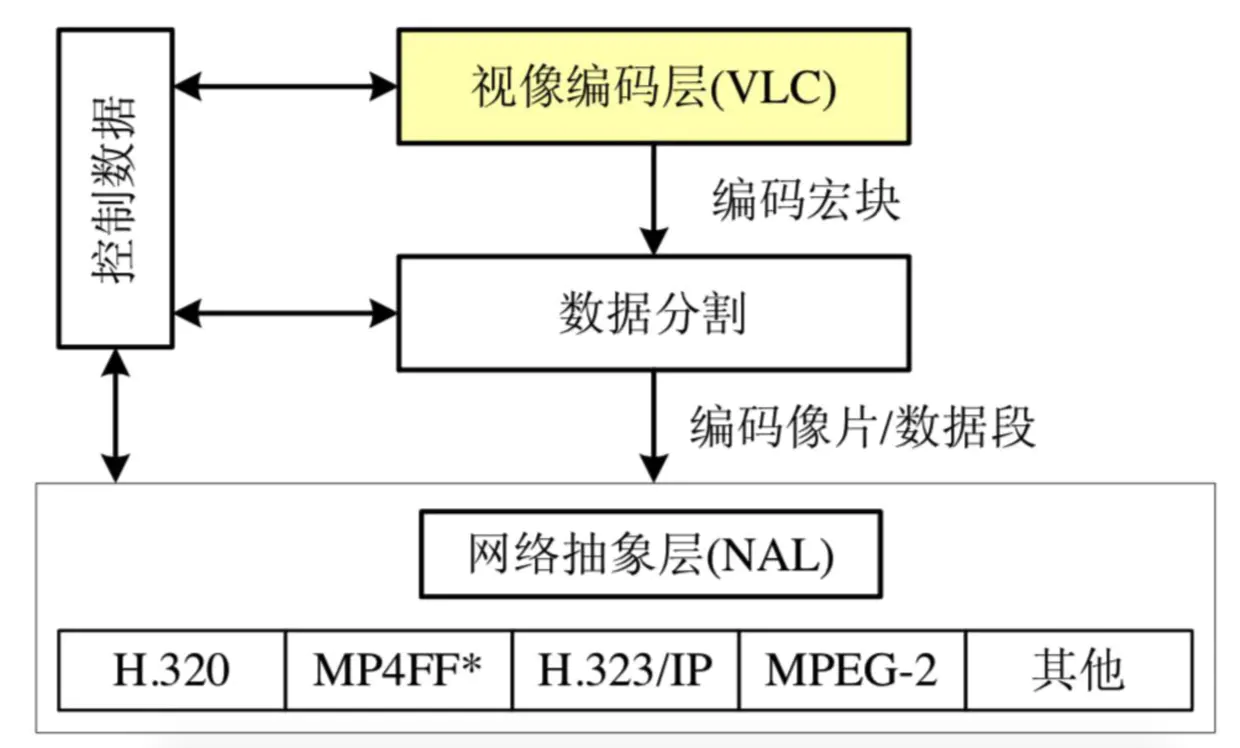 控制数据
视像编码层(VLC)
编码宏块
数据分割
编码像片/数据段
网络抽象层(NAL)
H.320
MP4FF*
H.323/IP
MPEG-2
其他